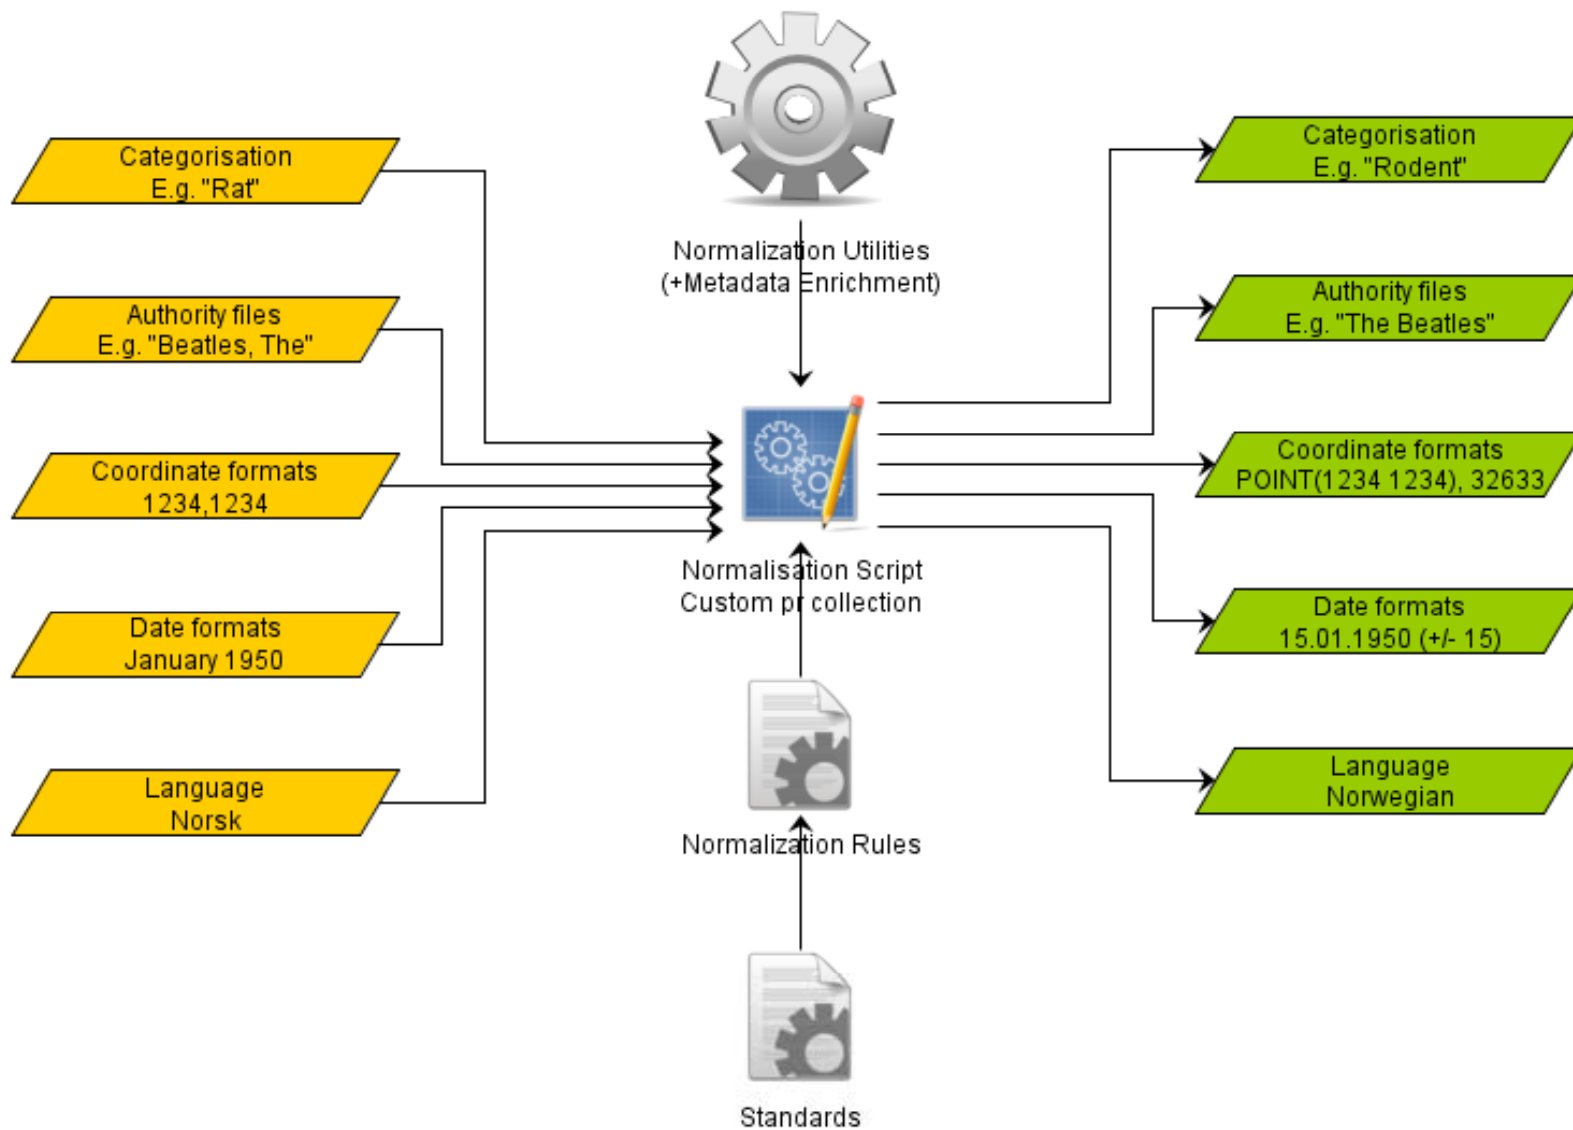 Categorisation
E.g. "Rat"
Authority files
E.g. "Beatles, The"
Coordinate formats
1234,1234
Date formats
January 1950
Language
Norsk
Normalization Utilities
(+Metadata Enrichment)
Normalisation Script
Custom pr collection
Normalization Rules
Standards
Categorisation
E.g. "Rodent"
Authority files
E.g. "The Beatles"
Coordinate formats
POINT(1234 1234), 32633
Date formats
15.01.1950 (+/- 15)
Language
Norwegian